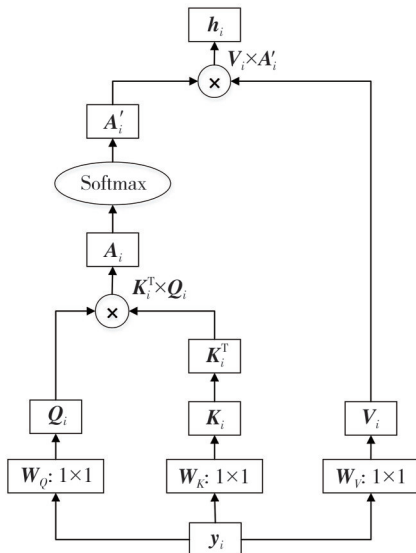 h_i
V_i×A′_i
A′_i
Softmax
A_i
K_i^T×Q_i
K_i^T
Q_i K_i V_i
W_Q: 1×1 W_K: 1×1 W_V: 1×1
y_i